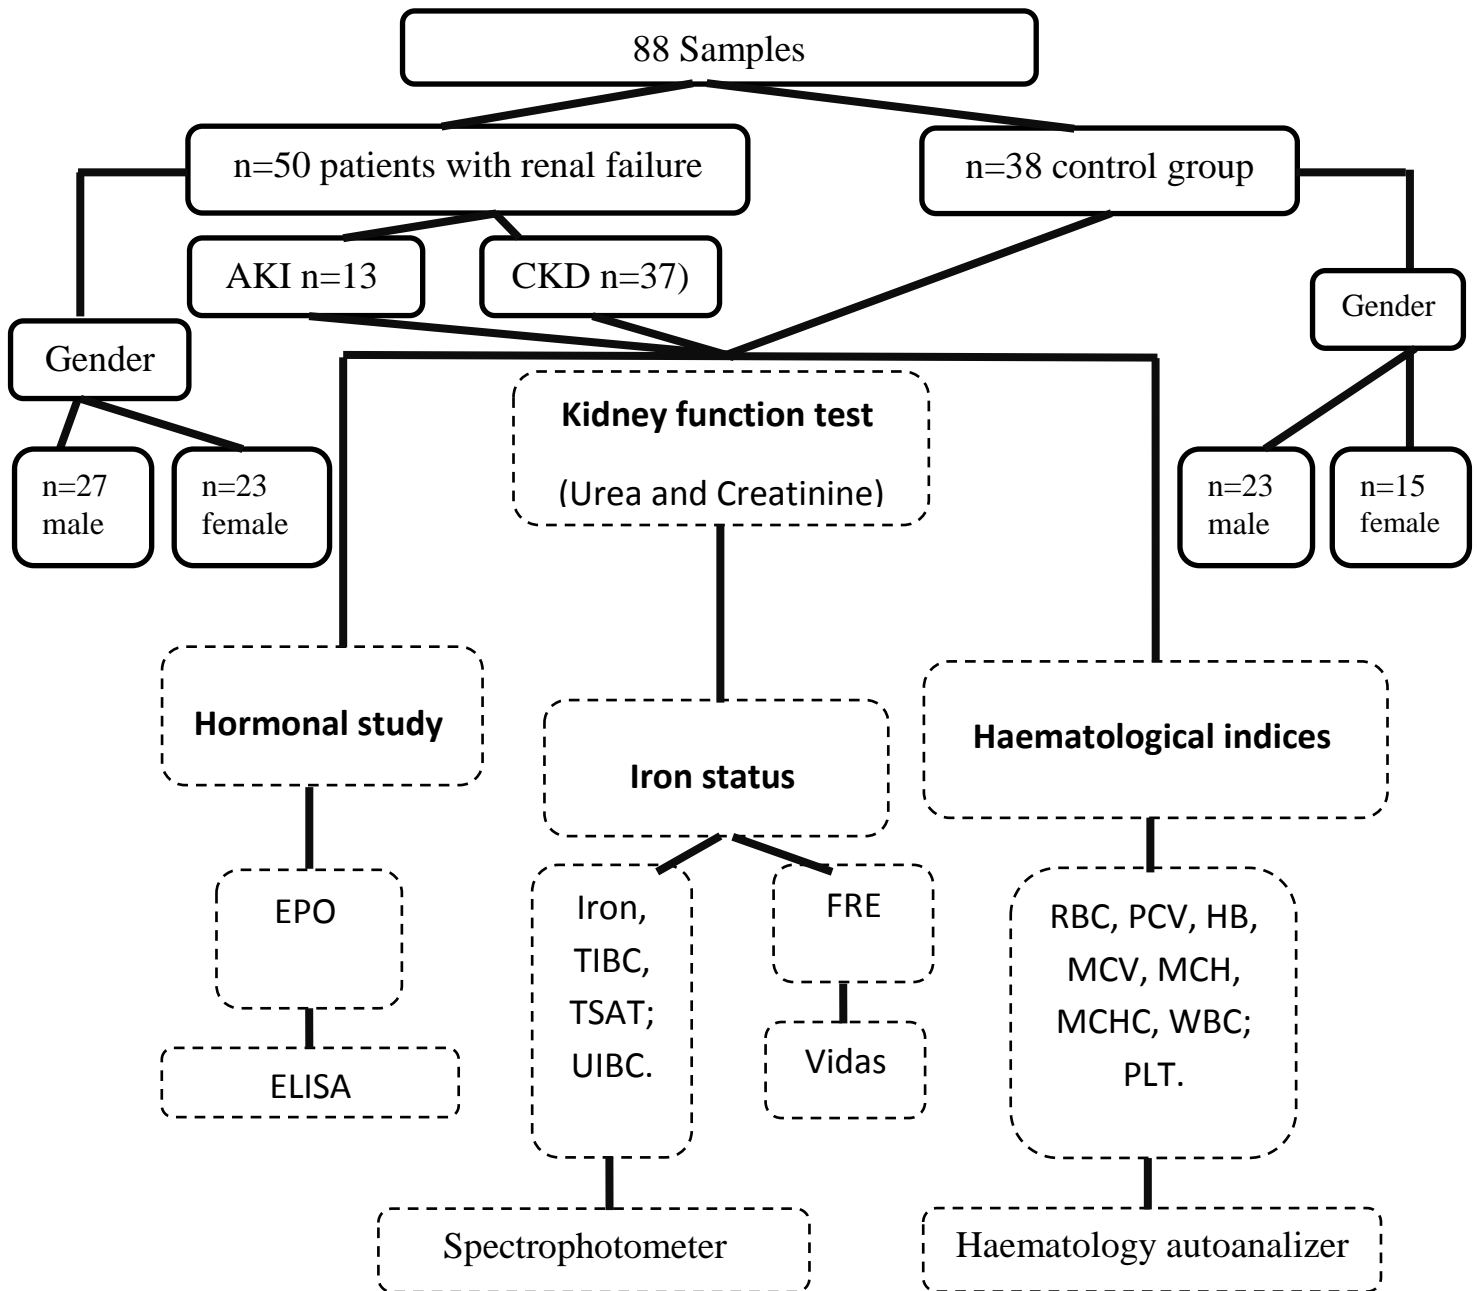 88 Samples
n=50 patients with renal failure
n=38 control group
AKI n=13
CKD n=37)
Gender
Gender
Kidney function test
(Urea and Creatinine)
n=27
male
n=23
female
n=23
male
n=15
female
Hormonal study
Iron status
Haematological indices
EPO
Iron,
TIBC,
TSAT;
UIBC.
FRE
RBC, PCV, HB,
MCV, MCH,
MCHC, WBC;
PLT.
ELISA
Vidas
Spectrophotometer
Haematology autoanalizer